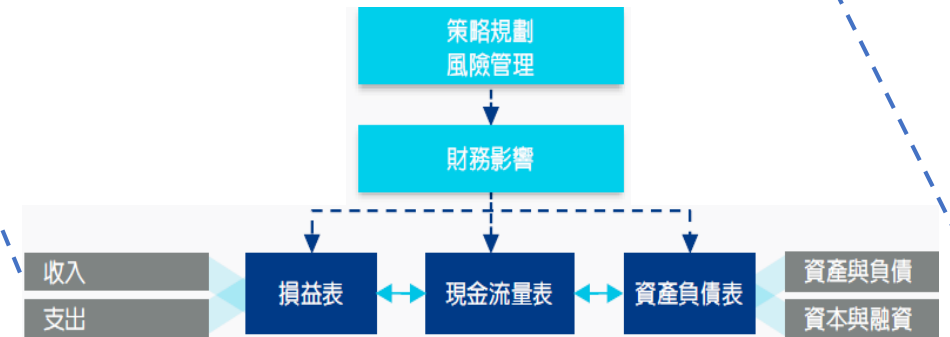 策略規劃
風險管理
財務影響
收入
支出
損益表
現金流量表
資產負債表
資產與負債
資本與融資